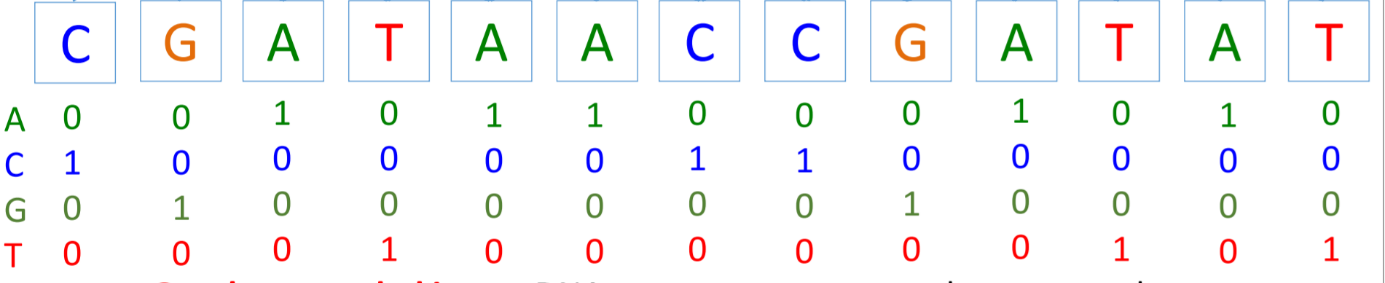 C G A T A A C C G A T A T
A 0 0 1 0 1 1 0 0 0 1 0 1 0
C 1 0 0 0 0 0 1 1 0 0 0 0 0
G 0 1 0 0 0 0 0 0 1 0 0 0 0
T 0 0 0 1 0 0 0 0 0 0 1 0 1